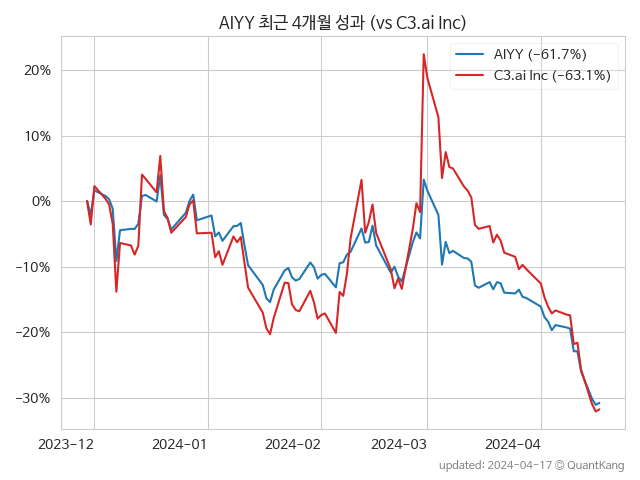 AIYY 최근 4개월 성과 (vs C3.ai Inc)
AIYY (−61.7%)
C3.ai Inc (−63.1%)
20%
10%
0%
−10%
−20%
−30%
2023−12
2024−01
2024−02
2024−03
2024−04
updated: 2024-04-17 © QuantKang